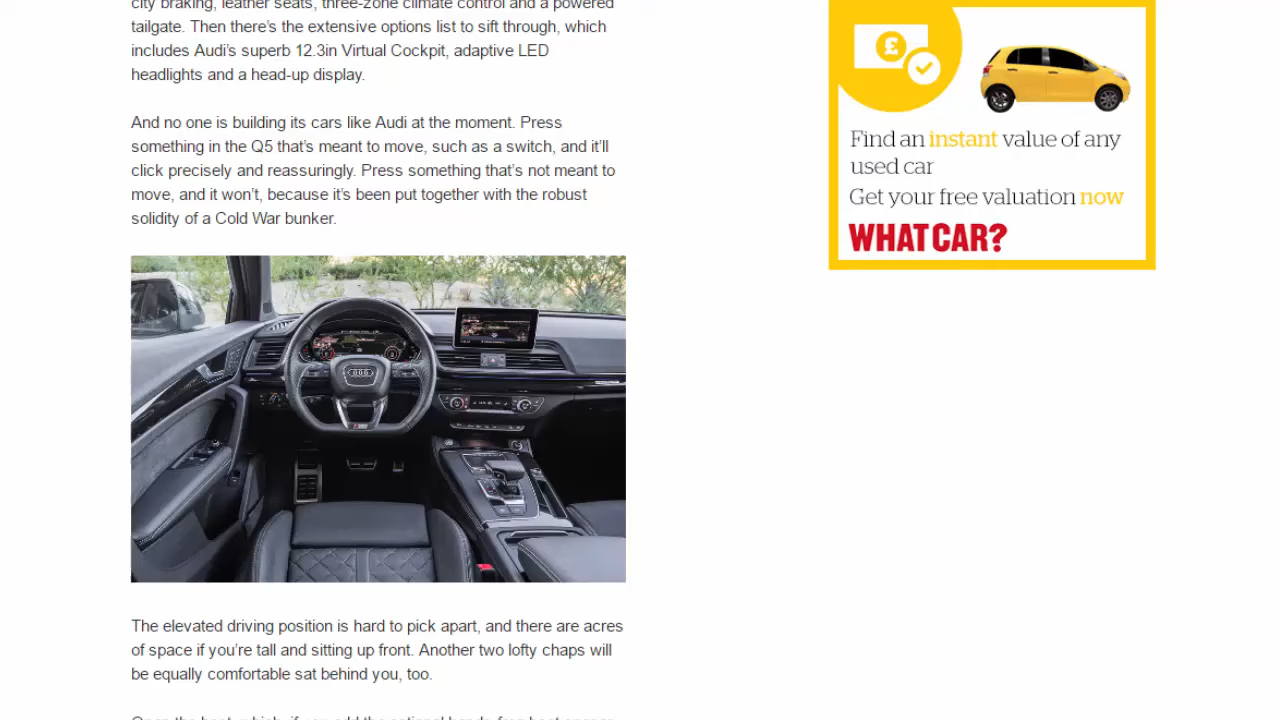 city braking, leather seats, three-zone climate control and a powered
tailgate. Then there’s the extensive options list to sift through, which
includes Audi’s superb 12.3in Virtual Cockpit, adaptive LED
headlights and a head-up display.
And no one is building its cars like Audi at the moment. Press
something in the Q5 that’s meant to move, such as a switch, and it’ll
click precisely and reassuringly. Press something that’s not meant to
move, and it won’t, because it’s been put together with the robust
solidity of a Cold War bunker.
The elevated driving position is hard to pick apart, and there are acres
of space if you’re tall and sitting up front. Another two lofty chaps will
be equally comfortable sat behind you, too.
£
Find an instant value of any
used car
Get your free valuation now
WHAT CAR?